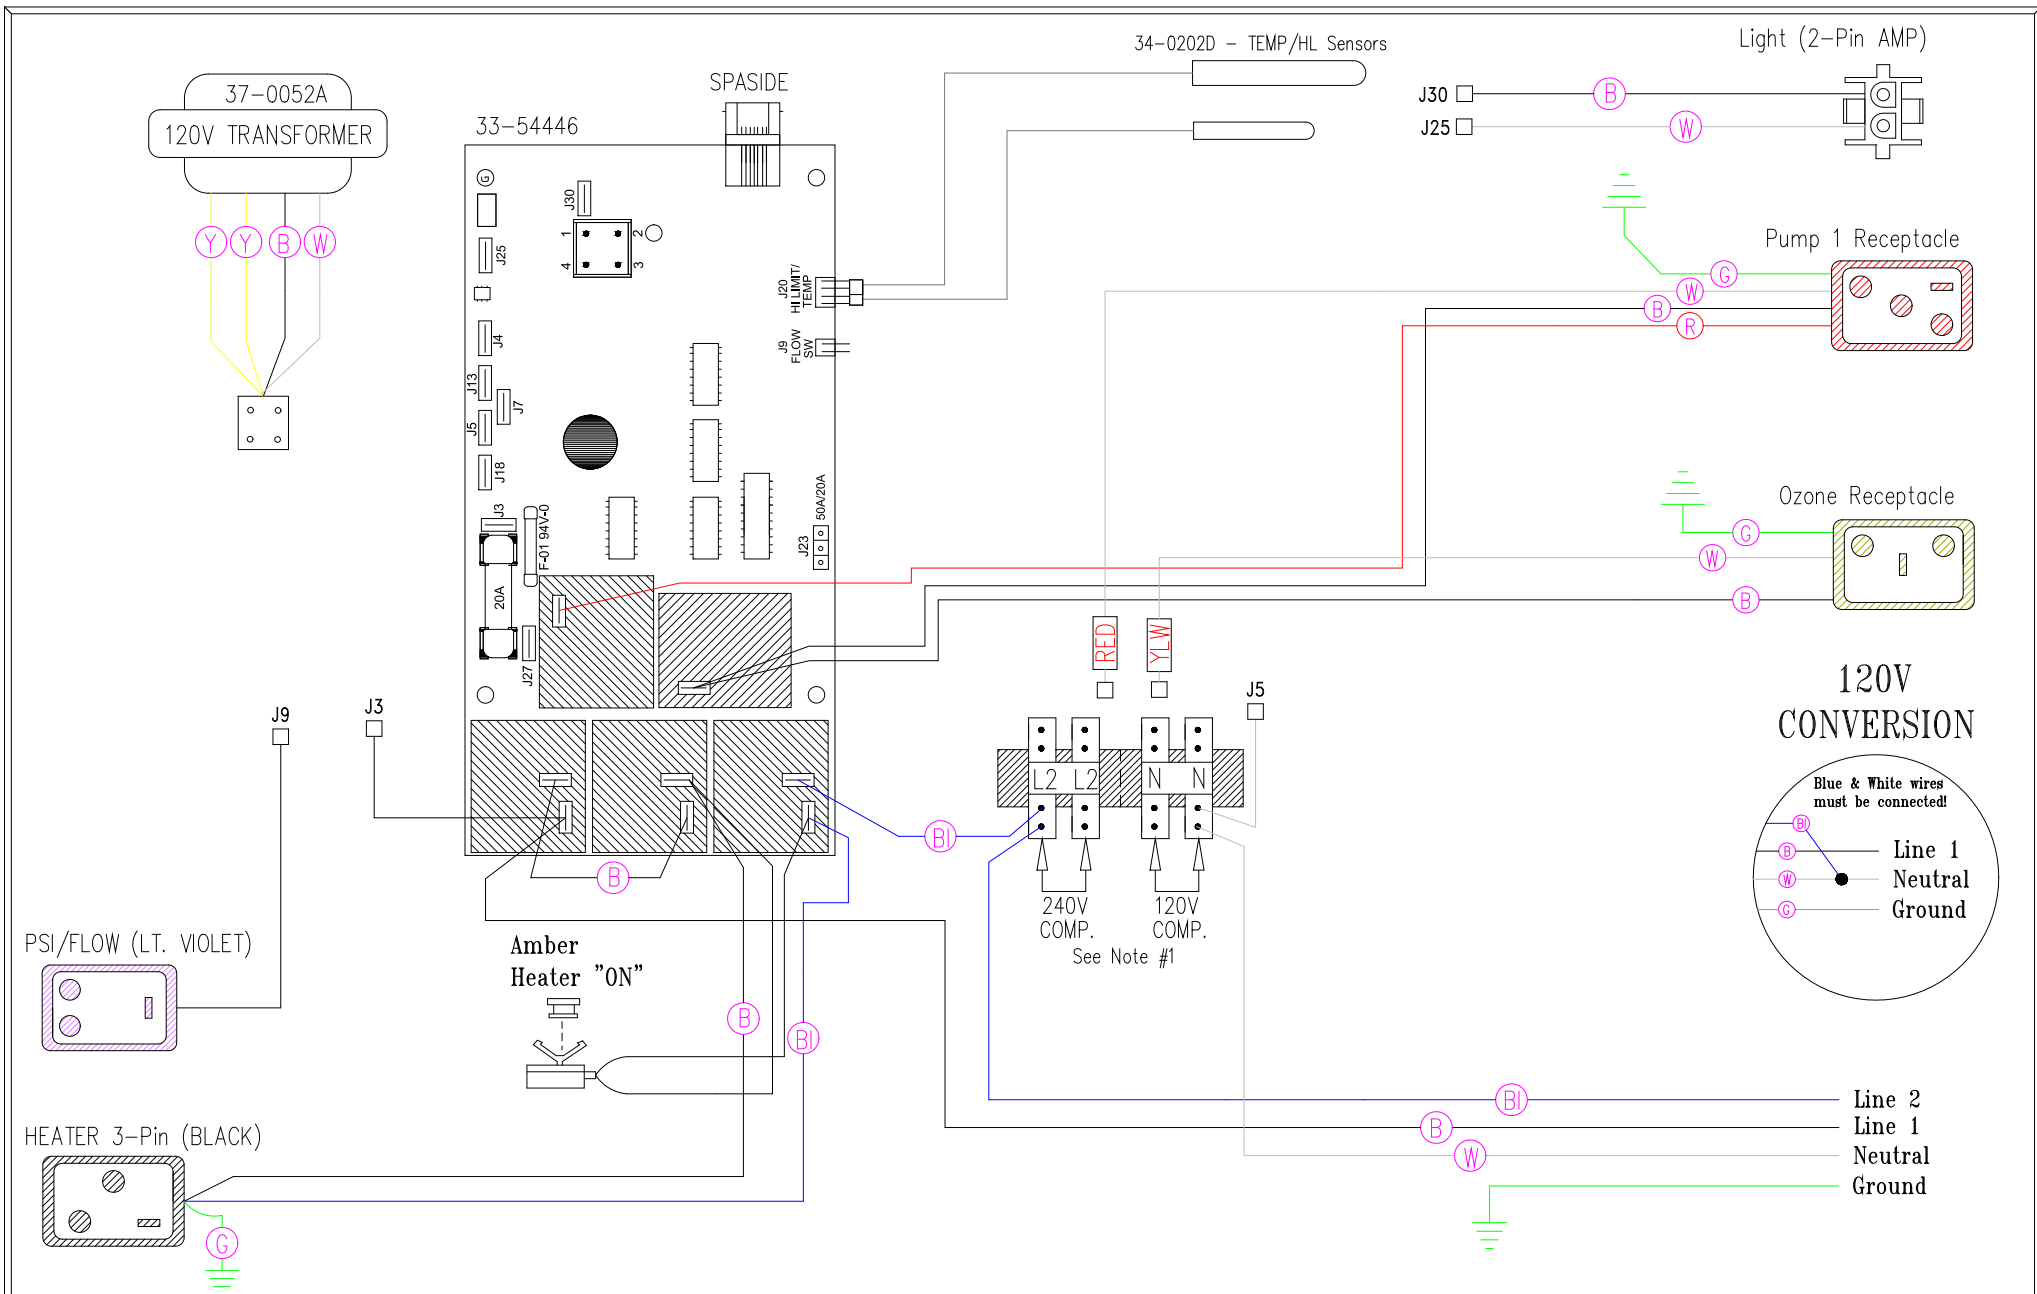 34-0202D - TEMP/HL Sensors
Light (2-Pin AMP)
37-0052A
120V TRANSFORMER
SPASIDE
33-54446
J30
B
J25
W
Y
Y
B
W
G
J30
1
2
4
3
J25
J20
HI LIMIT/
TEMP
J9
FLOW
SW
J4
J13
J7
J5
J18
J3
F-01 94V-0
20A
J27
J23
50A/20A
Pump 1 Receptacle
G
W
B
R
Ozone Receptacle
G
W
B
RED
YLW
J9
J3
J5
L2
L2
N
N
Bl
B
240V
COMP.
120V
COMP.
See Note #1
120V
CONVERSION
Blue & White wires
must be connected!
Bl
B
Line 1
W
Neutral
G
Ground
PSI/FLOW (LT. VIOLET)
Amber
Heater "ON"
B
Bl
HEATER 3-Pin (BLACK)
G
Bl
Line 2
B
Line 1
W
Neutral
Ground